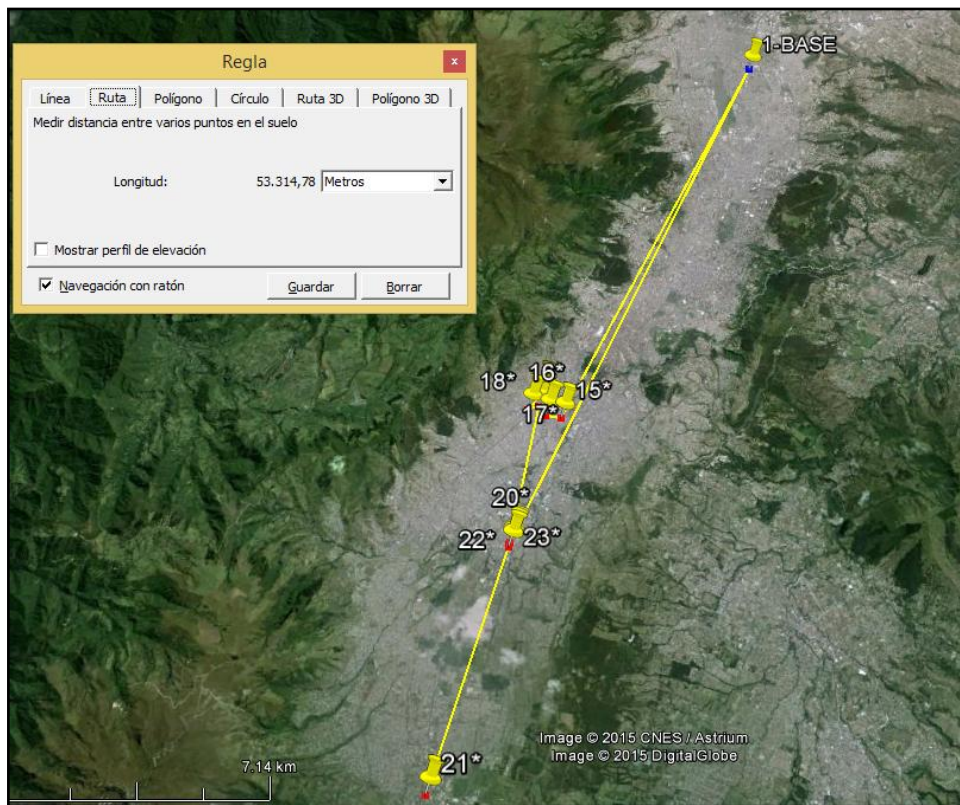 1-BASE
Regla
x
Línea Ruta Polígono Círculo Ruta 3D Polígono 3D
Medir distancia entre varios puntos en el suelo
Longitud: 53.314,78 Metros
Mostrar perfil de elevación
Navegación con ratón Guardar Borrar
18* 16* 15*
17*
20*
22* 23*
Image © 2015 CNES / Astrium
Image © 2015 DigitalGlobe
21*
7.14 km